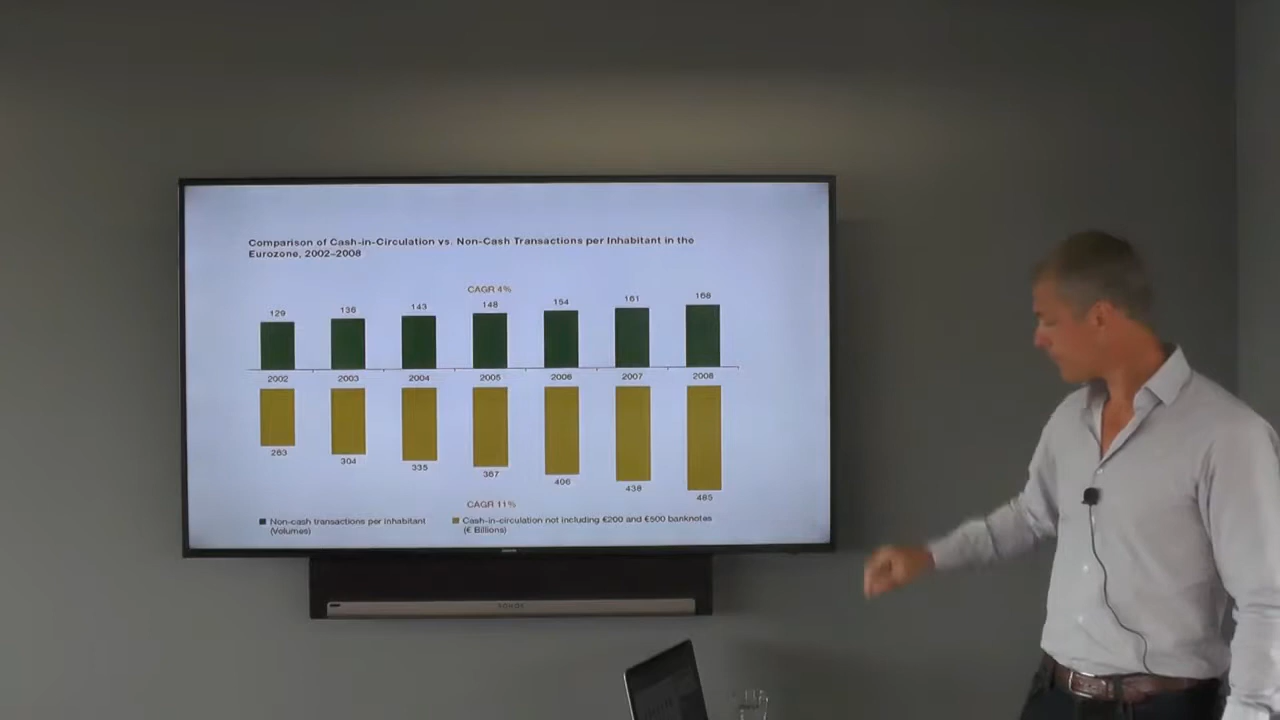 Comparison of Cash-in-Circulation vs. Non-Cash Transactions per Inhabitant in the
Eurozone, 2002–2008
CAGR 4%
129 136 143 148 154 161 168
2002 2003 2004 2005 2006 2007 2008
263 304 335 367 406 438 485
CAGR 11%
Non-cash transactions per inhabitant
(Volumes)
Cash-in-circulation not including €200 and €500 banknotes
(€ Billions)
SONOS